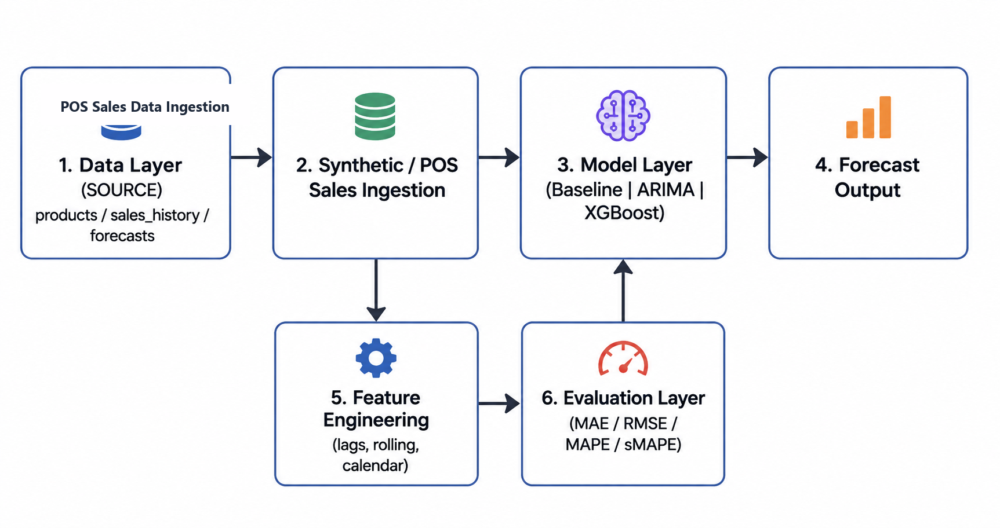 POS Sales Data Ingestion
1. Data Layer
(SOURCE)
products / sales_history /
forecasts
2. Synthetic / POS
Sales Ingestion
3. Model Layer
(Baseline | ARIMA |
XGBoost)
4. Forecast
Output
5. Feature
Engineering
(lags, rolling,
calendar)
6. Evaluation Layer
(MAE / RMSE /
MAPE / sMAPE)